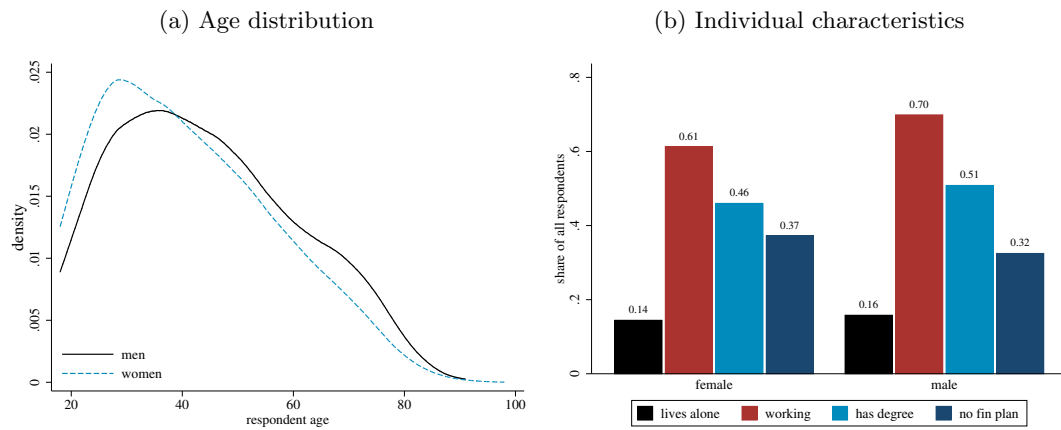 (a) Age distribution
.025
.02
.015
.01
.005
0
density
men
women
20 40 60 80 100
respondent age
(b) Individual characteristics
.8
.6
.4
.2
0
share of all respondents
0.14
0.61
0.46
0.37
0.16
0.70
0.51
0.32
female male
lives alone working has degree no fin plan